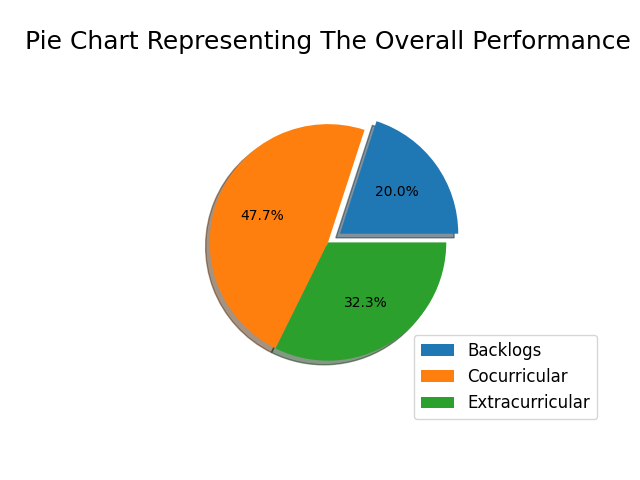 Pie Chart Representing The Overall Performance
20.0%
47.7%
32.3%
Backlogs
Cocurricular
Extracurricular